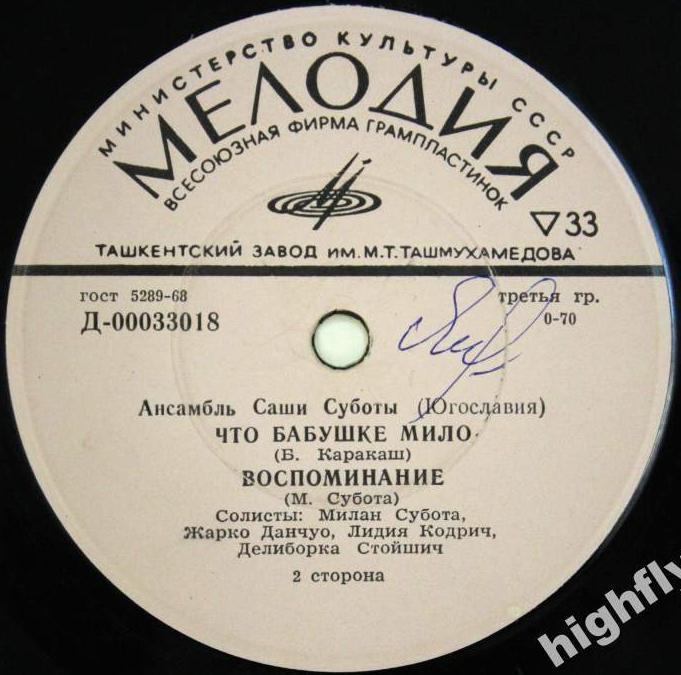 МИНИСТЕРСТВО КУЛЬТУРЫ СССР
МЕЛОДИЯ
ВСЕСОЮЗНАЯ ФИРМА ГРАМПЛАСТИНОК
▽33
ТАШКЕНТСКИЙ ЗАВОД ИМ. М.Т. ТАШМУХАМЕДОВА
гост 5289-68
третья гр.
Д-00033018
0-70
Ансамбль Саши Суботы (Югославия)
ЧТО БАБУШКЕ МИЛО
(Б. Каракаш)
ВОСПОМИНАНИЕ
(М. Субота)
Солисты: Милан Субота,
Жарко Данчуо, Лидия Кодрич,
Делиборка Стойшич
2 сторона
highfly